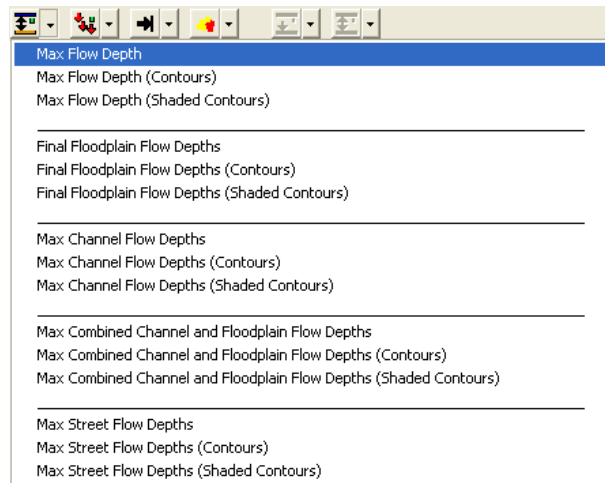 Max Flow Depth
Max Flow Depth (Contours)
Max Flow Depth (Shaded Contours)
Final Floodplain Flow Depths
Final Floodplain Flow Depths (Contours)
Final Floodplain Flow Depths (Shaded Contours)
Max Channel Flow Depths
Max Channel Flow Depths (Contours)
Max Channel Flow Depths (Shaded Contours)
Max Combined Channel and Floodplain Flow Depths
Max Combined Channel and Floodplain Flow Depths (Contours)
Max Combined Channel and Floodplain Flow Depths (Shaded Contours)
Max Street Flow Depths
Max Street Flow Depths (Contours)
Max Street Flow Depths (Shaded Contours)